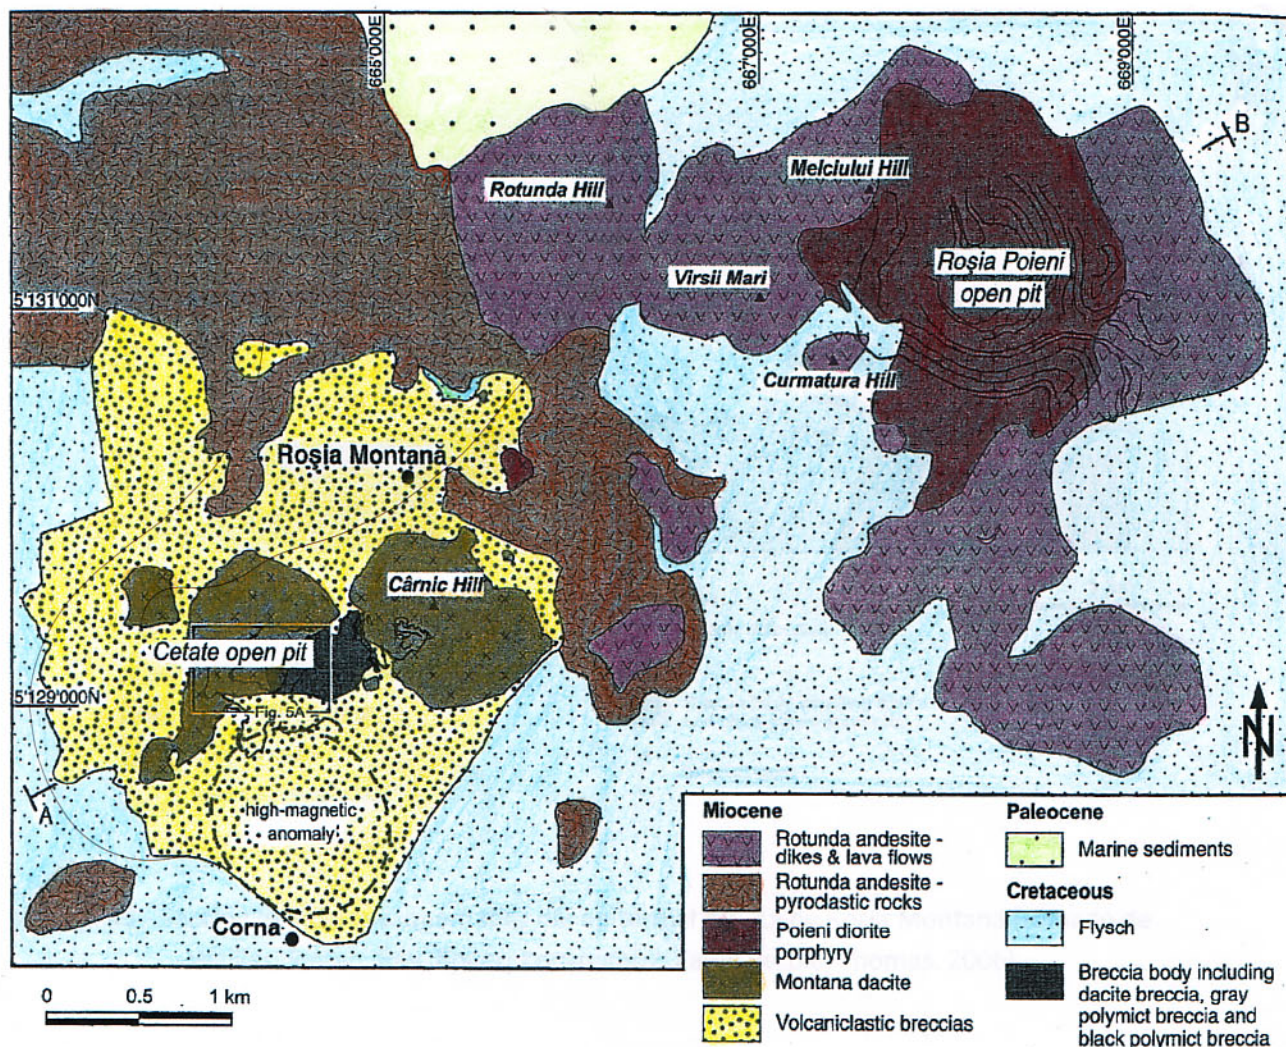 665'000E
667'000E
669'000E
B
Melciului Hill
Rotunda Hill
Roşia Poieni
open pit
Virsii Mari
5'131'000N
Curmatura Hill
Roşia Montană
Cârnic Hill
Cetate open pit
5'129'000N
Fig. 5A
N
A
high-magnetic
anomaly
Corna
Miocene
Rotunda andesite -
dikes & lava flows
Rotunda andesite -
pyroclastic rocks
Poieni diorite
porphyry
Montana dacite
Volcaniclastic breccias
Paleocene
Marine sediments
Cretaceous
Flysch
Breccia body including
dacite breccia, gray
polymict breccia and
black polymict breccia
0 0.5 1 km